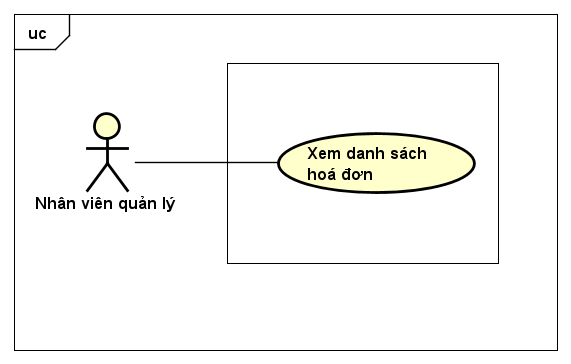 uc
Xem danh sách
hoá đơn
Nhân viên quản lý